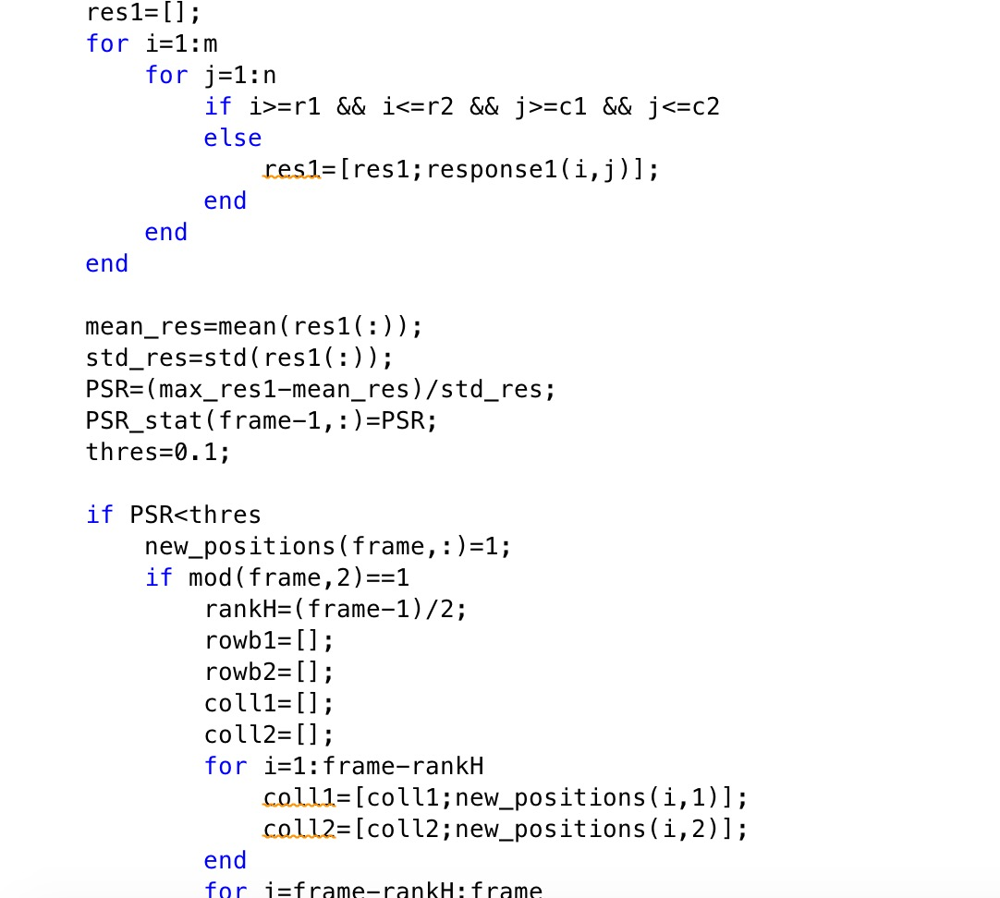 res1=[];
for i=1:m
for j=1:n
if i>=r1 && i<=r2 && j>=c1 && j<=c2
else
res1=[res1;response1(i,j)];
end
end
end
mean_res=mean(res1(:));
std_res=std(res1(:));
PSR=(max_res1-mean_res)/std_res;
PSR_stat(frame-1,:)=PSR;
thres=0.1;
if PSR<thres
new_positions(frame,:)=1;
if mod(frame,2)==1
rankH=(frame-1)/2;
rowb1=[];
rowb2=[];
coll1=[];
coll2=[];
for i=1:frame-rankH
coll1=[coll1;new_positions(i,1)];
coll2=[coll2;new_positions(i,2)];
end
for i=frame-rankH:frame